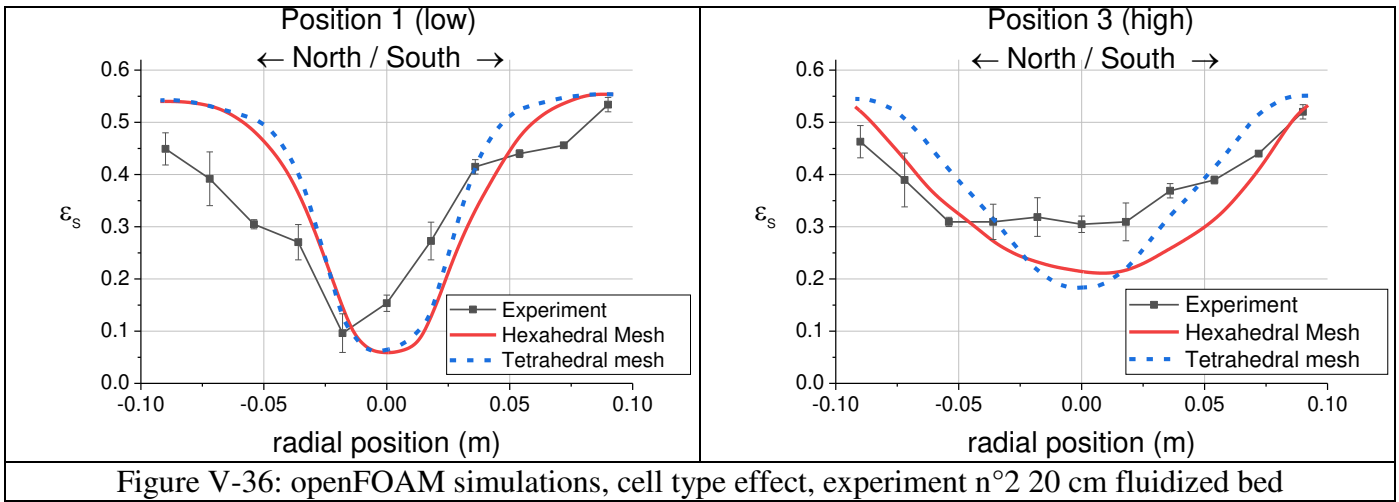 Position 1 (low)
← North / South →
0.6
0.5
0.4
εs
0.3
0.2
0.1
0.0
Experiment
Hexahedral Mesh
Tetrahedral mesh
-0.10 -0.05 0.00 0.05 0.10
radial position (m)
Position 3 (high)
← North / South →
0.6
0.5
0.4
εs
0.3
0.2
0.1
0.0
Experiment
Hexahedral Mesh
Tetrahedral mesh
-0.10 -0.05 0.00 0.05 0.10
radial position (m)
Figure V-36: openFOAM simulations, cell type effect, experiment n°2 20 cm fluidized bed